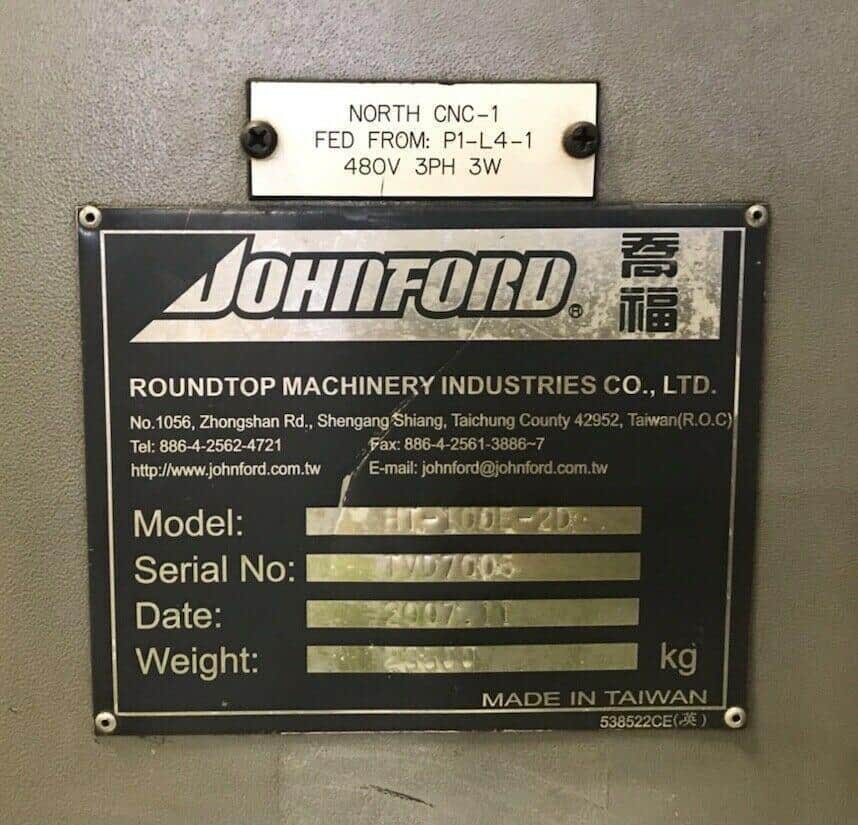 NORTH CNC-1
FED FROM: P1-L4-1
480V 3PH 3W
JOHNFORD® 喬福
ROUNDTOP MACHINERY INDUSTRIES CO., LTD.
No.1056, Zhongshan Rd., Shengang Shiang, Taichung County 42952, Taiwan(R.O.C)
Tel: 886-4-2562-4721 Fax: 886-4-2561-3886~7
http://www.johnford.com.tw E-mail: johnford@johnford.com.tw
Model:
Serial No:
Date: 2007.11
Weight: kg
MADE IN TAIWAN
538522CE(英)